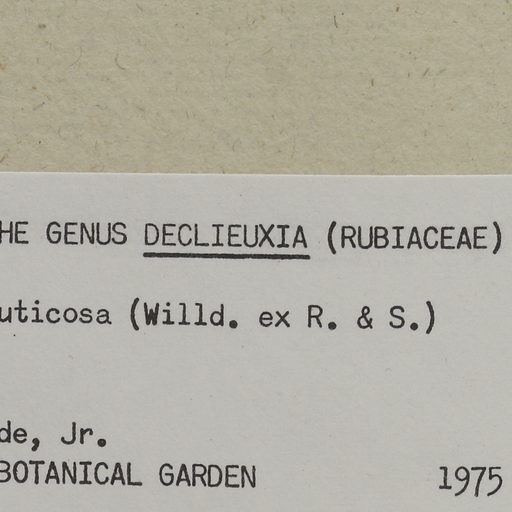 HE GENUS DECLIEUXIA (RUBIACEAE)
uticosa (Willd. ex R. & S.)
de, Jr.
BOTANICAL GARDEN 1975